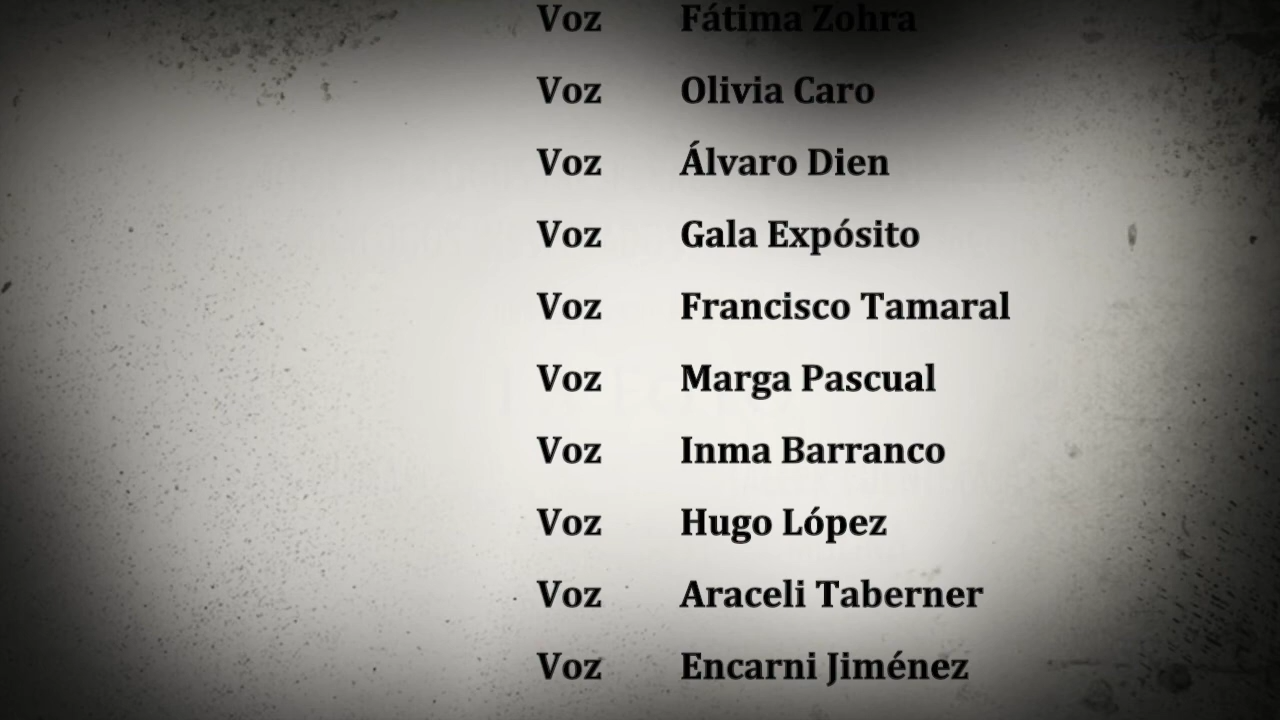 Voz Fátima Zohra
Voz Olivia Caro
Voz Álvaro Dien
Voz Gala Expósito
Voz Francisco Tamaral
Voz Marga Pascual
Voz Inma Barranco
Voz Hugo López
Voz Araceli Taberner
Voz Encarni Jiménez